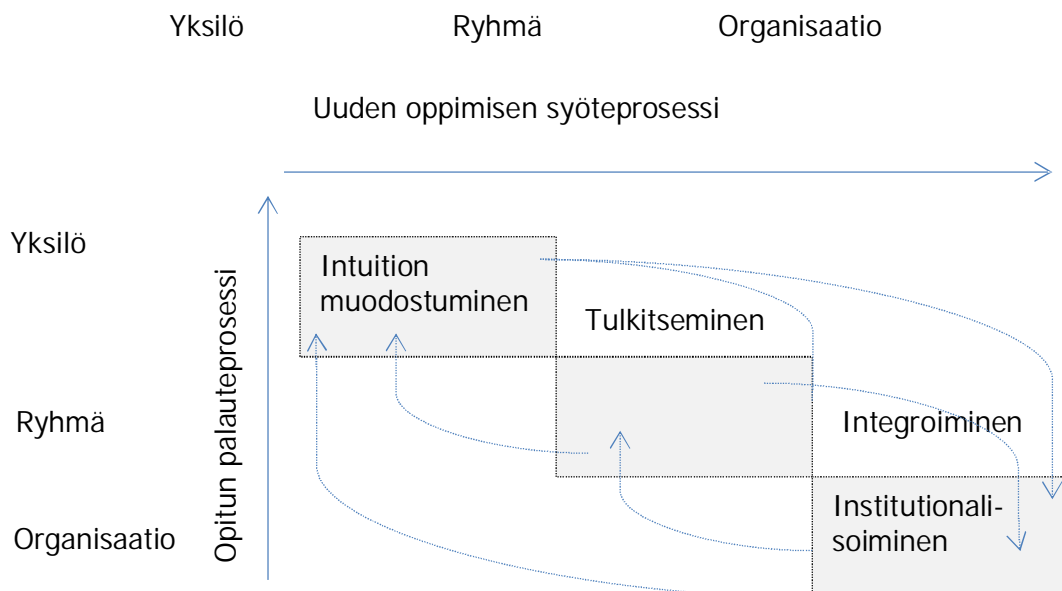 Yksilö Ryhmä Organisaatio
Uuden oppimisen syöteprosessi
Opitun palauteprosessi
Yksilö
Intuition
muodostuminen
Tulkitseminen
Ryhmä
Integroiminen
Organisaatio
Institutionali-
soiminen